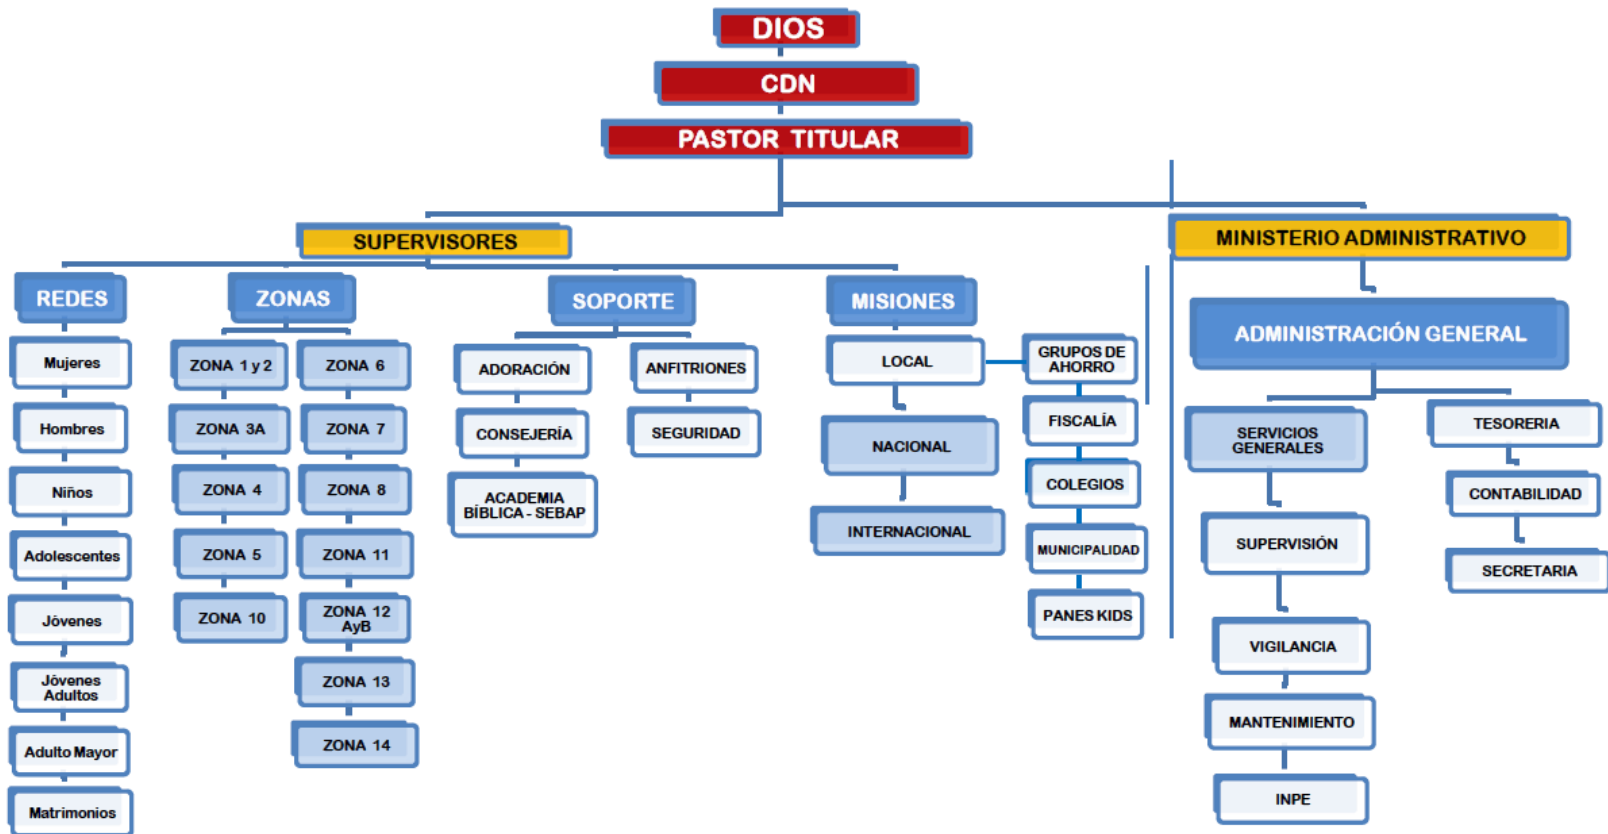 DIOS
CDN
PASTOR TITULAR
SUPERVISORES
MINISTERIO ADMINISTRATIVO
REDES
Mujeres
Hombres
Niños
Adolescentes
Jóvenes
Jóvenes
Adultos
Adulto Mayor
Matrimonios
ZONAS
ZONA 1 y 2
ZONA 3A
ZONA 4
ZONA 5
ZONA 10
ZONA 6
ZONA 7
ZONA 8
ZONA 11
ZONA 12
AyB
ZONA 13
ZONA 14
SOPORTE
ADORACIÓN
CONSEJERÍA
ACADEMIA
BÍBLICA - SEBAP
ANFITRIONES
SEGURIDAD
MISIONES
LOCAL
NACIONAL
INTERNACIONAL
GRUPOS DE
AHORRO
FISCALÍA
COLEGIOS
MUNICIPALIDAD
PANES KIDS
ADMINISTRACIÓN GENERAL
SERVICIOS
GENERALES
SUPERVISIÓN
VIGILANCIA
MANTENIMIENTO
INPE
TESORERIA
CONTABILIDAD
SECRETARIA